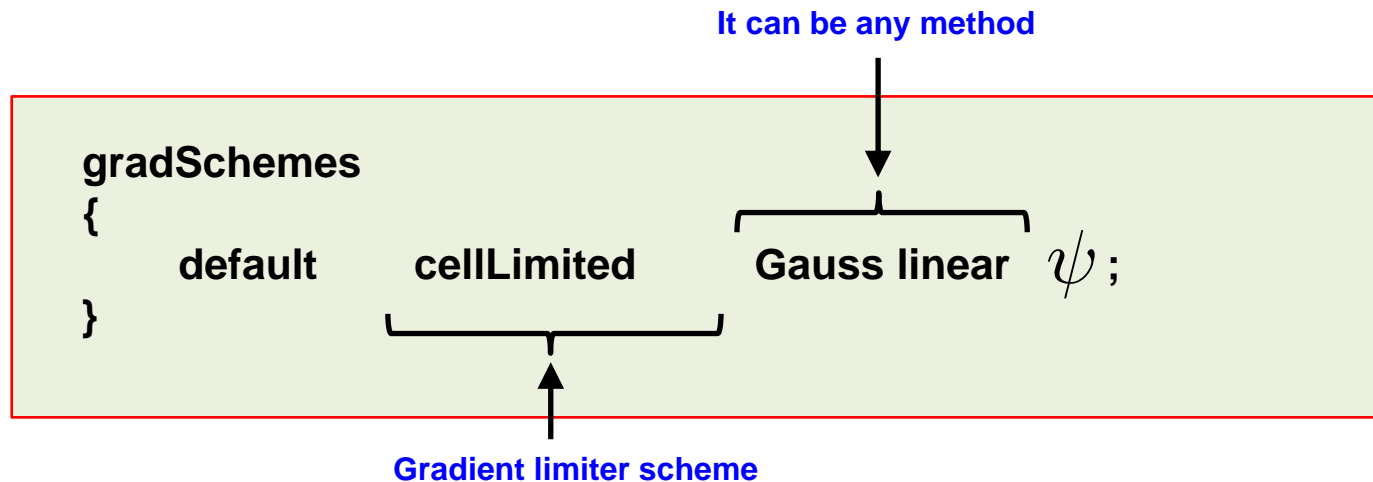 It can be any method
gradSchemes
{
default cellLimited Gauss linear ψ ;
}
Gradient limiter scheme